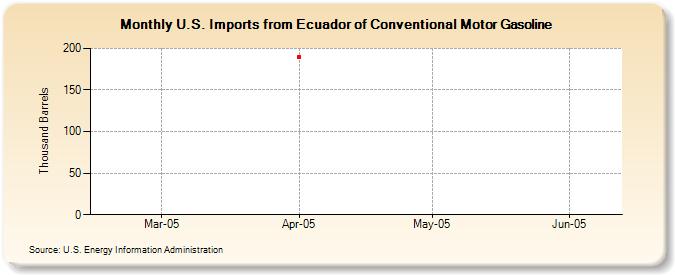 Monthly U.S. Imports from Ecuador of Conventional Motor Gasoline
Thousand Barrels
200
150
100
50
0
Mar-05 Apr-05 May-05 Jun-05
Source: U.S. Energy Information Administration